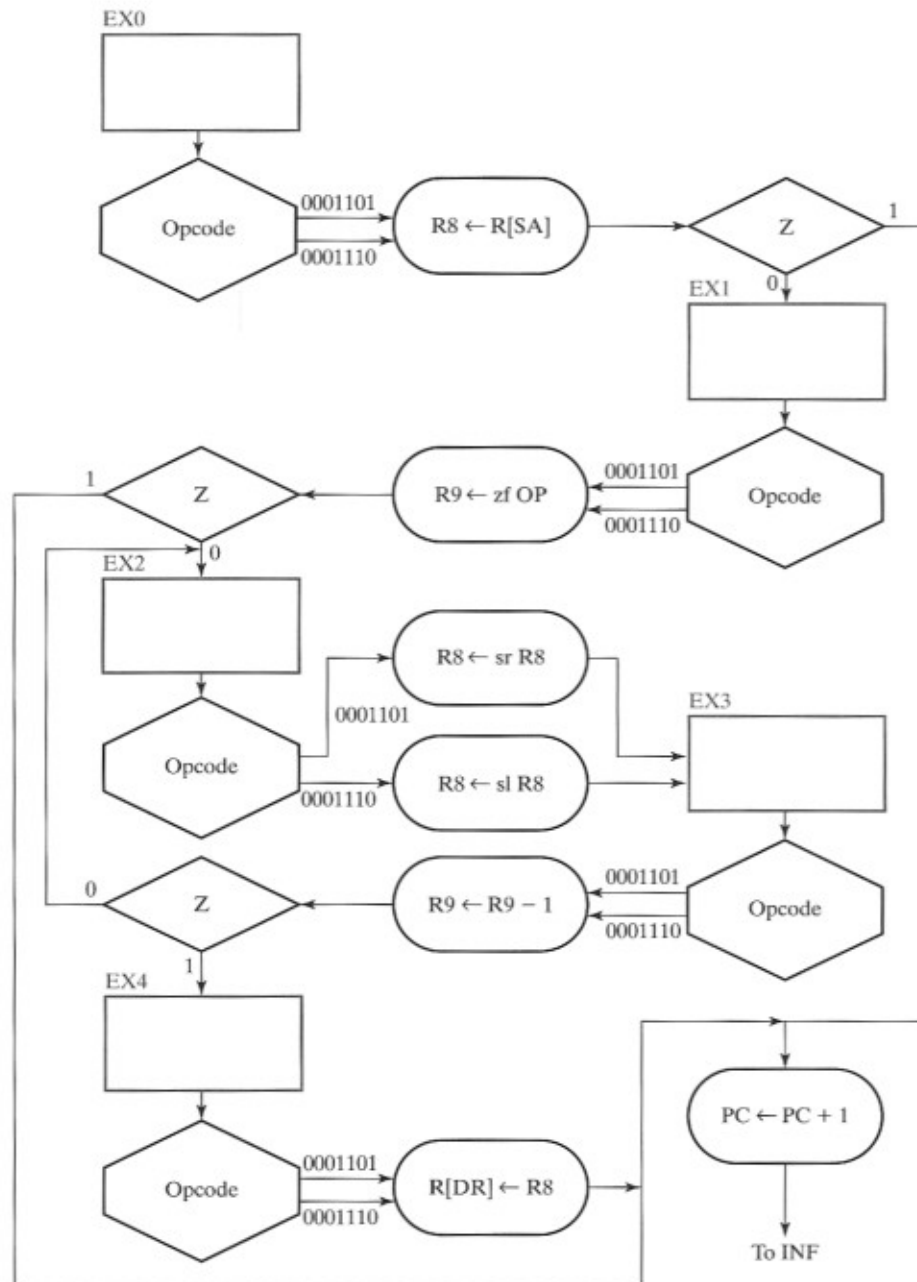 EX0
Opcode
0001101
0001110
R8 ← R[SA]
Z
1
0
EX1
Opcode
0001101
0001110
R9 ← zf OP
Z
1
0
EX2
Opcode
0001101
0001110
R8 ← sr R8
R8 ← sl R8
EX3
Opcode
0001101
0001110
R9 ← R9 − 1
Z
0
1
EX4
Opcode
0001101
0001110
R[DR] ← R8
PC ← PC + 1
To INF